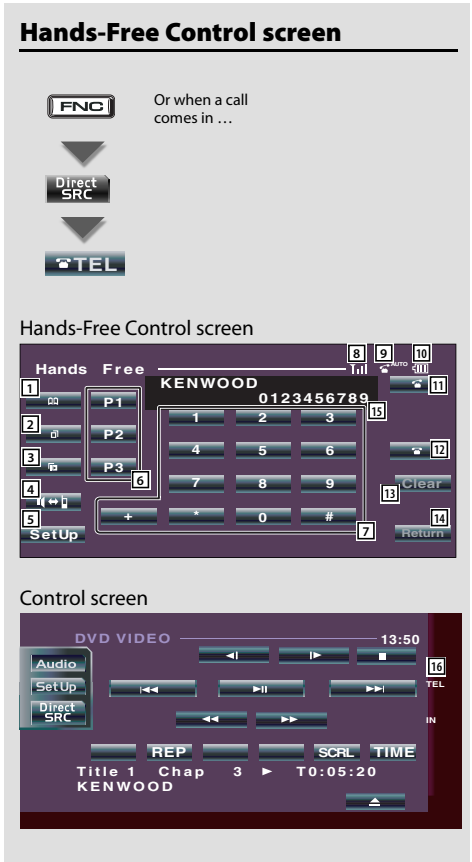 Hands-Free Control screen
FNC
Or when a call
comes in …
Direct
SRC
TEL
Hands-Free Control screen
8 9 10
Hands Free
AUTO
1
KENWOOD
11
0123456789
P1
15
2
1 2 3
P2
3
4 5 6
12
P3
6
4
7 8 9
13
Clear
5
+ * 0 #
14
SetUp
7
Return
Control screen
DVD VIDEO
13:50
Audio
16
SetUp
TEL
Direct
SRC
IN
REP SCRL TIME
Title 1 Chap 3 ► T0:05:20
KENWOOD